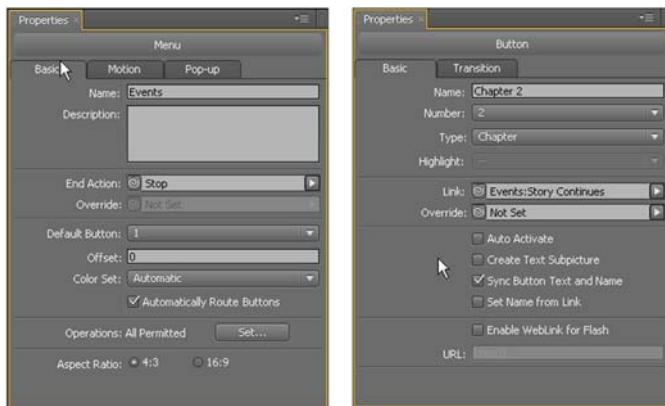 Properties
Menu
Basic
Motion
Pop-up
Name: Events
Description:
End Action: Stop
Override: Not Set
Default Button: 1
Offset: 0
Color Set: Automatic
Automatically Route Buttons
Operations: All Permitted Set...
Aspect Ratio: 4:3 16:9
Properties
Button
Basic
Transition
Name: Chapter 2
Number: 2
Type: Chapter
Highlight: --
Link: Events:Story Continues
Override: Not Set
Auto Activate
Create Text Subpicture
Sync Button Text and Name
Set Name from Link
Enable WebLink for Flash
URL: